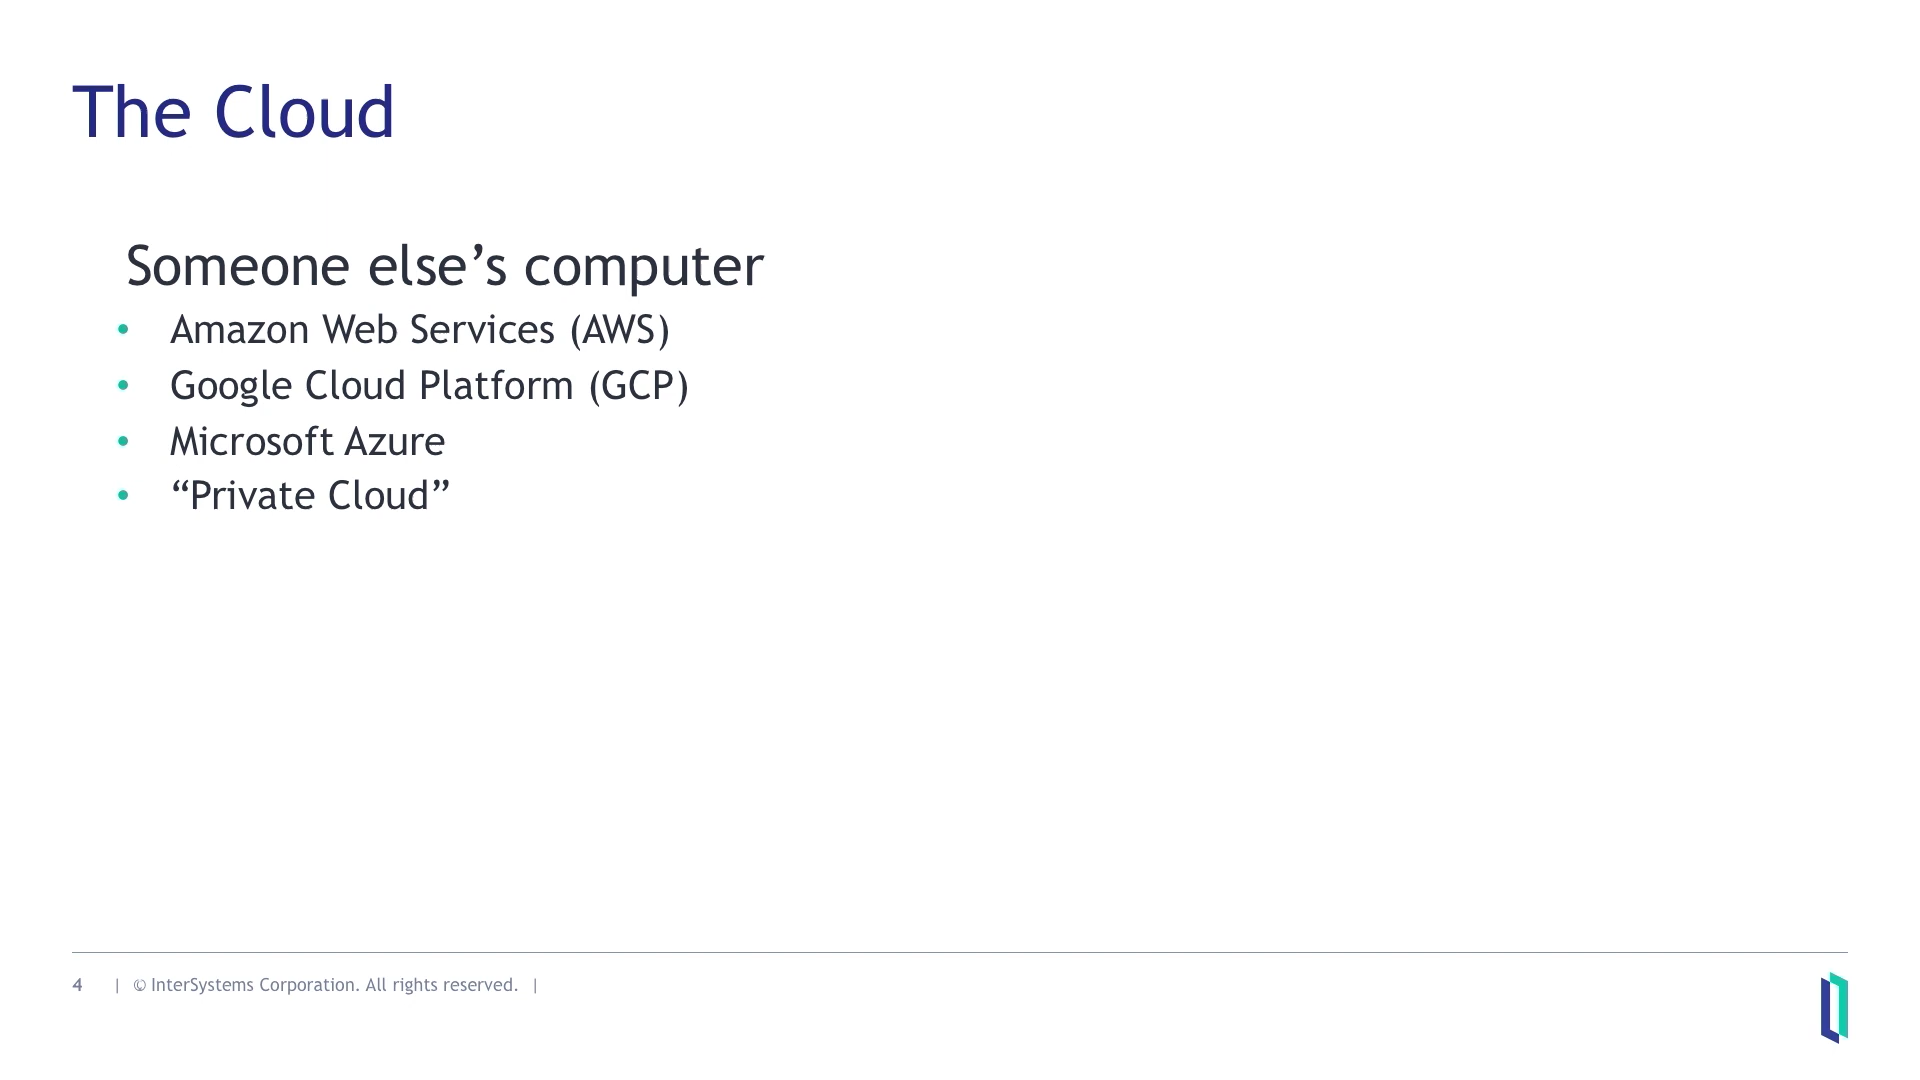 The Cloud
Someone else’s computer
• Amazon Web Services (AWS)
• Google Cloud Platform (GCP)
• Microsoft Azure
• “Private Cloud”
4 | © InterSystems Corporation. All rights reserved. |